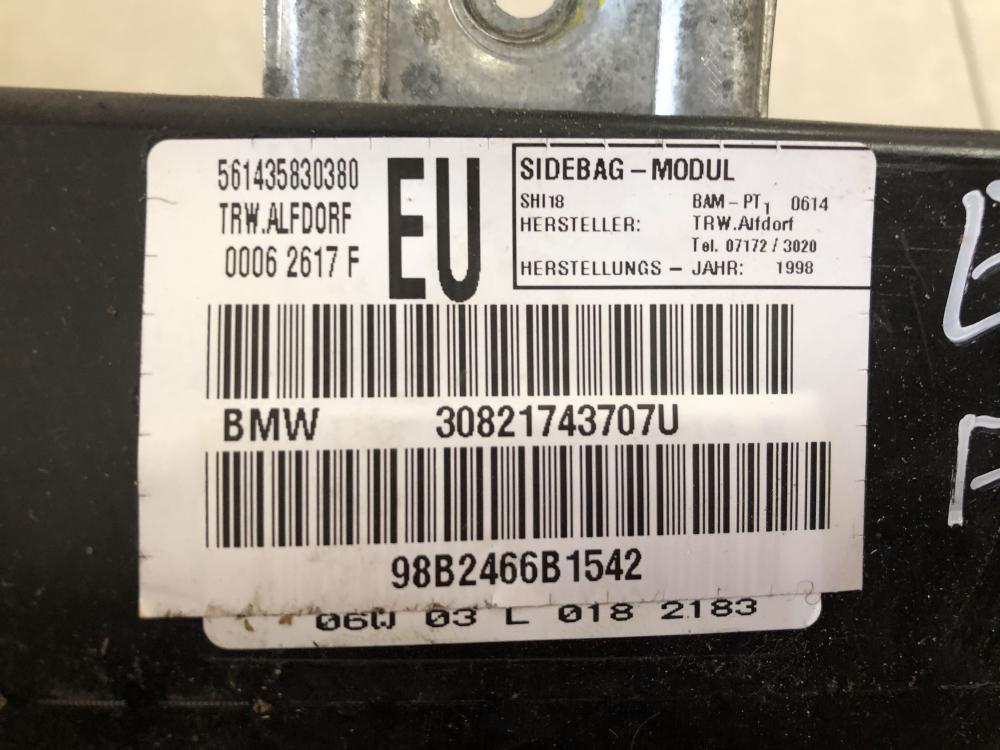 561435830380
TRW.ALFDORF
0006 2617 F
EU
SIDEBAG - MODUL
SHI18 BAM - PT1 0614
HERSTELLER: TRW.Alfdorf
Tel. 07172 / 3020
HERSTELLUNGS - JAHR: 1998
BMW 30821743707U
98B2466B1542
06W 03 L 018 2183